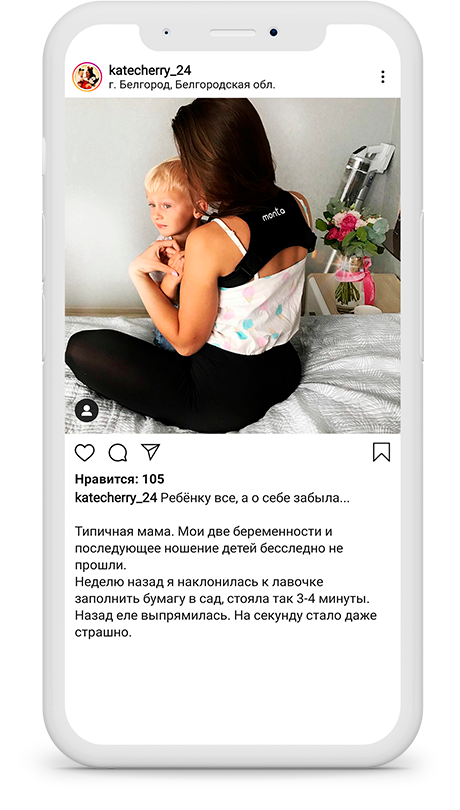 katecherry_24
г. Белгород, Белгородская обл.
monta
Нравится: 105
katecherry_24 Ребёнку все, а о себе забыла...
Типичная мама. Мои две беременности и
последующее ношение детей бесследно не
прошли.
Неделю назад я наклонилась к лавочке
заполнить бумагу в сад, стояла так 3-4 минуты.
Назад еле выпрямилась. На секунду стало даже
страшно.